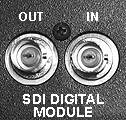 OUT IN
SDI DIGITAL
MODULE